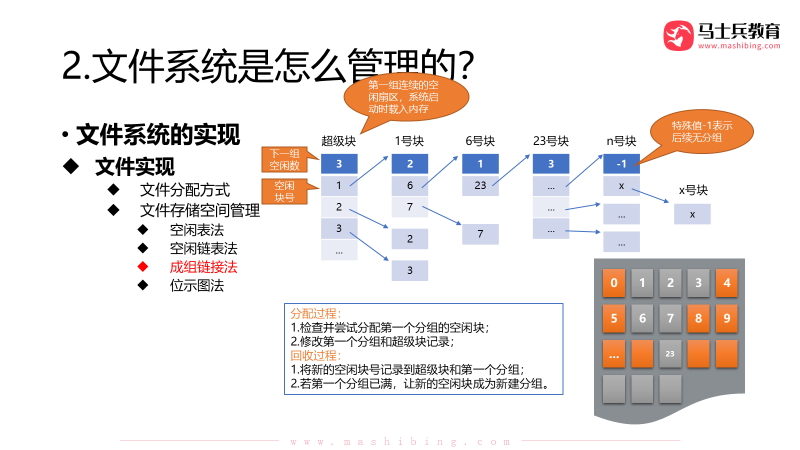 马士兵教育
www.mashibing.com
2.文件系统是怎么管理的?
第一组连续的空
闲扇区，系统启
动时载入内存
• 文件系统的实现
◆ 文件实现
◆ 文件分配方式
◆ 文件存储空间管理
◆ 空闲表法
◆ 空闲链表法
◆ 成组链接法
◆ 位示图法
特殊值-1表示
后续无分组
下一组
空闲数
空闲
块号
超级块
3
1
2
3
...
1号块
2
6
7
2
3
6号块
1
23
7
23号块
3
...
...
...
n号块
-1
x
...
...
x号块
x
分配过程：
1.检查并尝试分配第一个分组的空闲块；
2.修改第一个分组和超级块记录；
回收过程：
1.将新的空闲块号记录到超级块和第一个分组；
2.若第一个分组已满，让新的空闲块成为新建分组。
0 1 2 3 4
5 6 7 8 9
... 23
www.mashibing.com